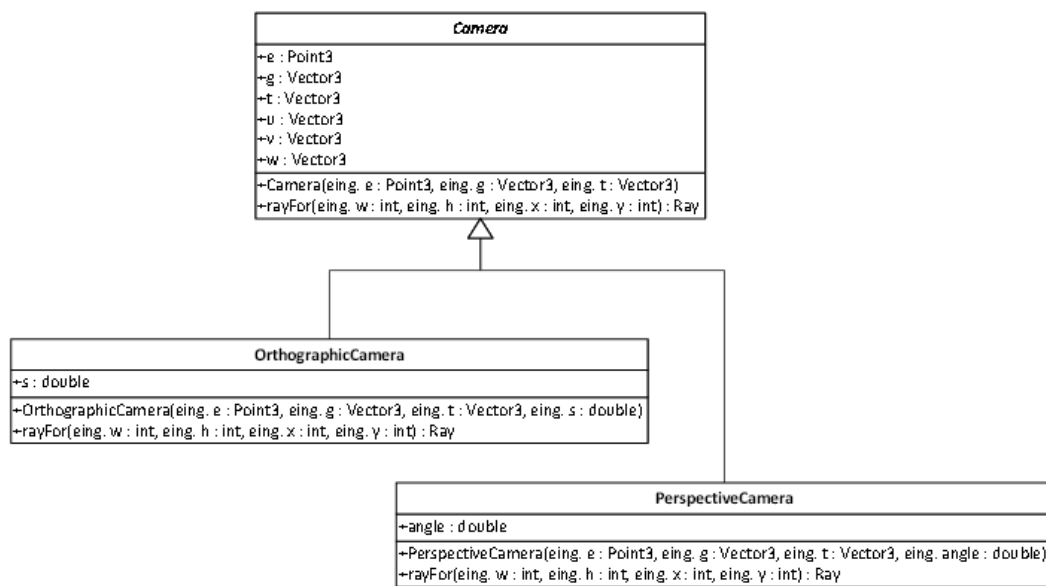 Camera
+e : Point3
+g : Vector3
+t : Vector3
+u : Vector3
+v : Vector3
+w : Vector3
+Camera(eing. e : Point3, eing. g : Vector3, eing. t : Vector3)
+rayFor(eing. w : int, eing. h : int, eing. x : int, eing. y : int) : Ray
OrthographicCamera
+s : double
+OrthographicCamera(eing. e : Point3, eing. g : Vector3, eing. t : Vector3, eing. s : double)
+rayFor(eing. w : int, eing. h : int, eing. x : int, eing. y : int) : Ray
PerspectiveCamera
+angle : double
+PerspectiveCamera(eing. e : Point3, eing. g : Vector3, eing. t : Vector3, eing. angle : double)
+rayFor(eing. w : int, eing. h : int, eing. x : int, eing. y : int) : Ray